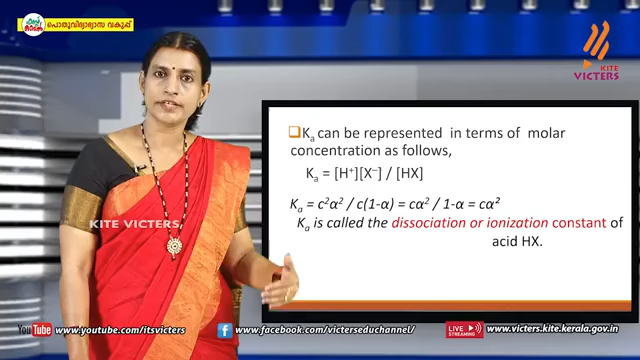 പൊതുവിദ്യാഭ്യാസ വകുപ്പ്
KITE
VICTERS
❑Kₐ can be represented in terms of molar
concentration as follows,
Kₐ = [H⁺][X⁻] / [HX]
Kₐ = c²α² / c(1-α) = cα² / 1-α = cα²
Kₐ is called the dissociation or ionization constant of
acid HX.
KITE VICTERS,
YouTube www.youtube.com/itsvicters
f www.facebook.com/victerseduchannel/
LIVE STREAMING www.victers.kite.kerala.gov.in